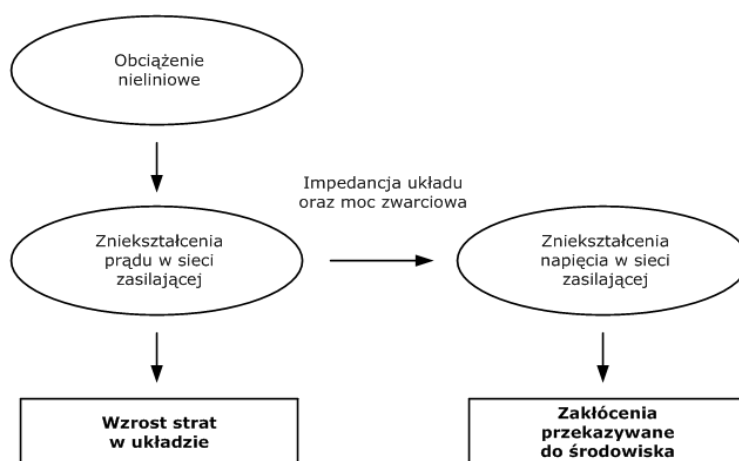 Obciążenie
nieliniowe
Impedancja układu
oraz moc zwarciowa
Zniekształcenia
prądu w sieci
zasilającej
Zniekształcenia
napięcia w sieci
zasilającej
Wzrost strat
w układzie
Zakłócenia
przekazywane
do środowiska